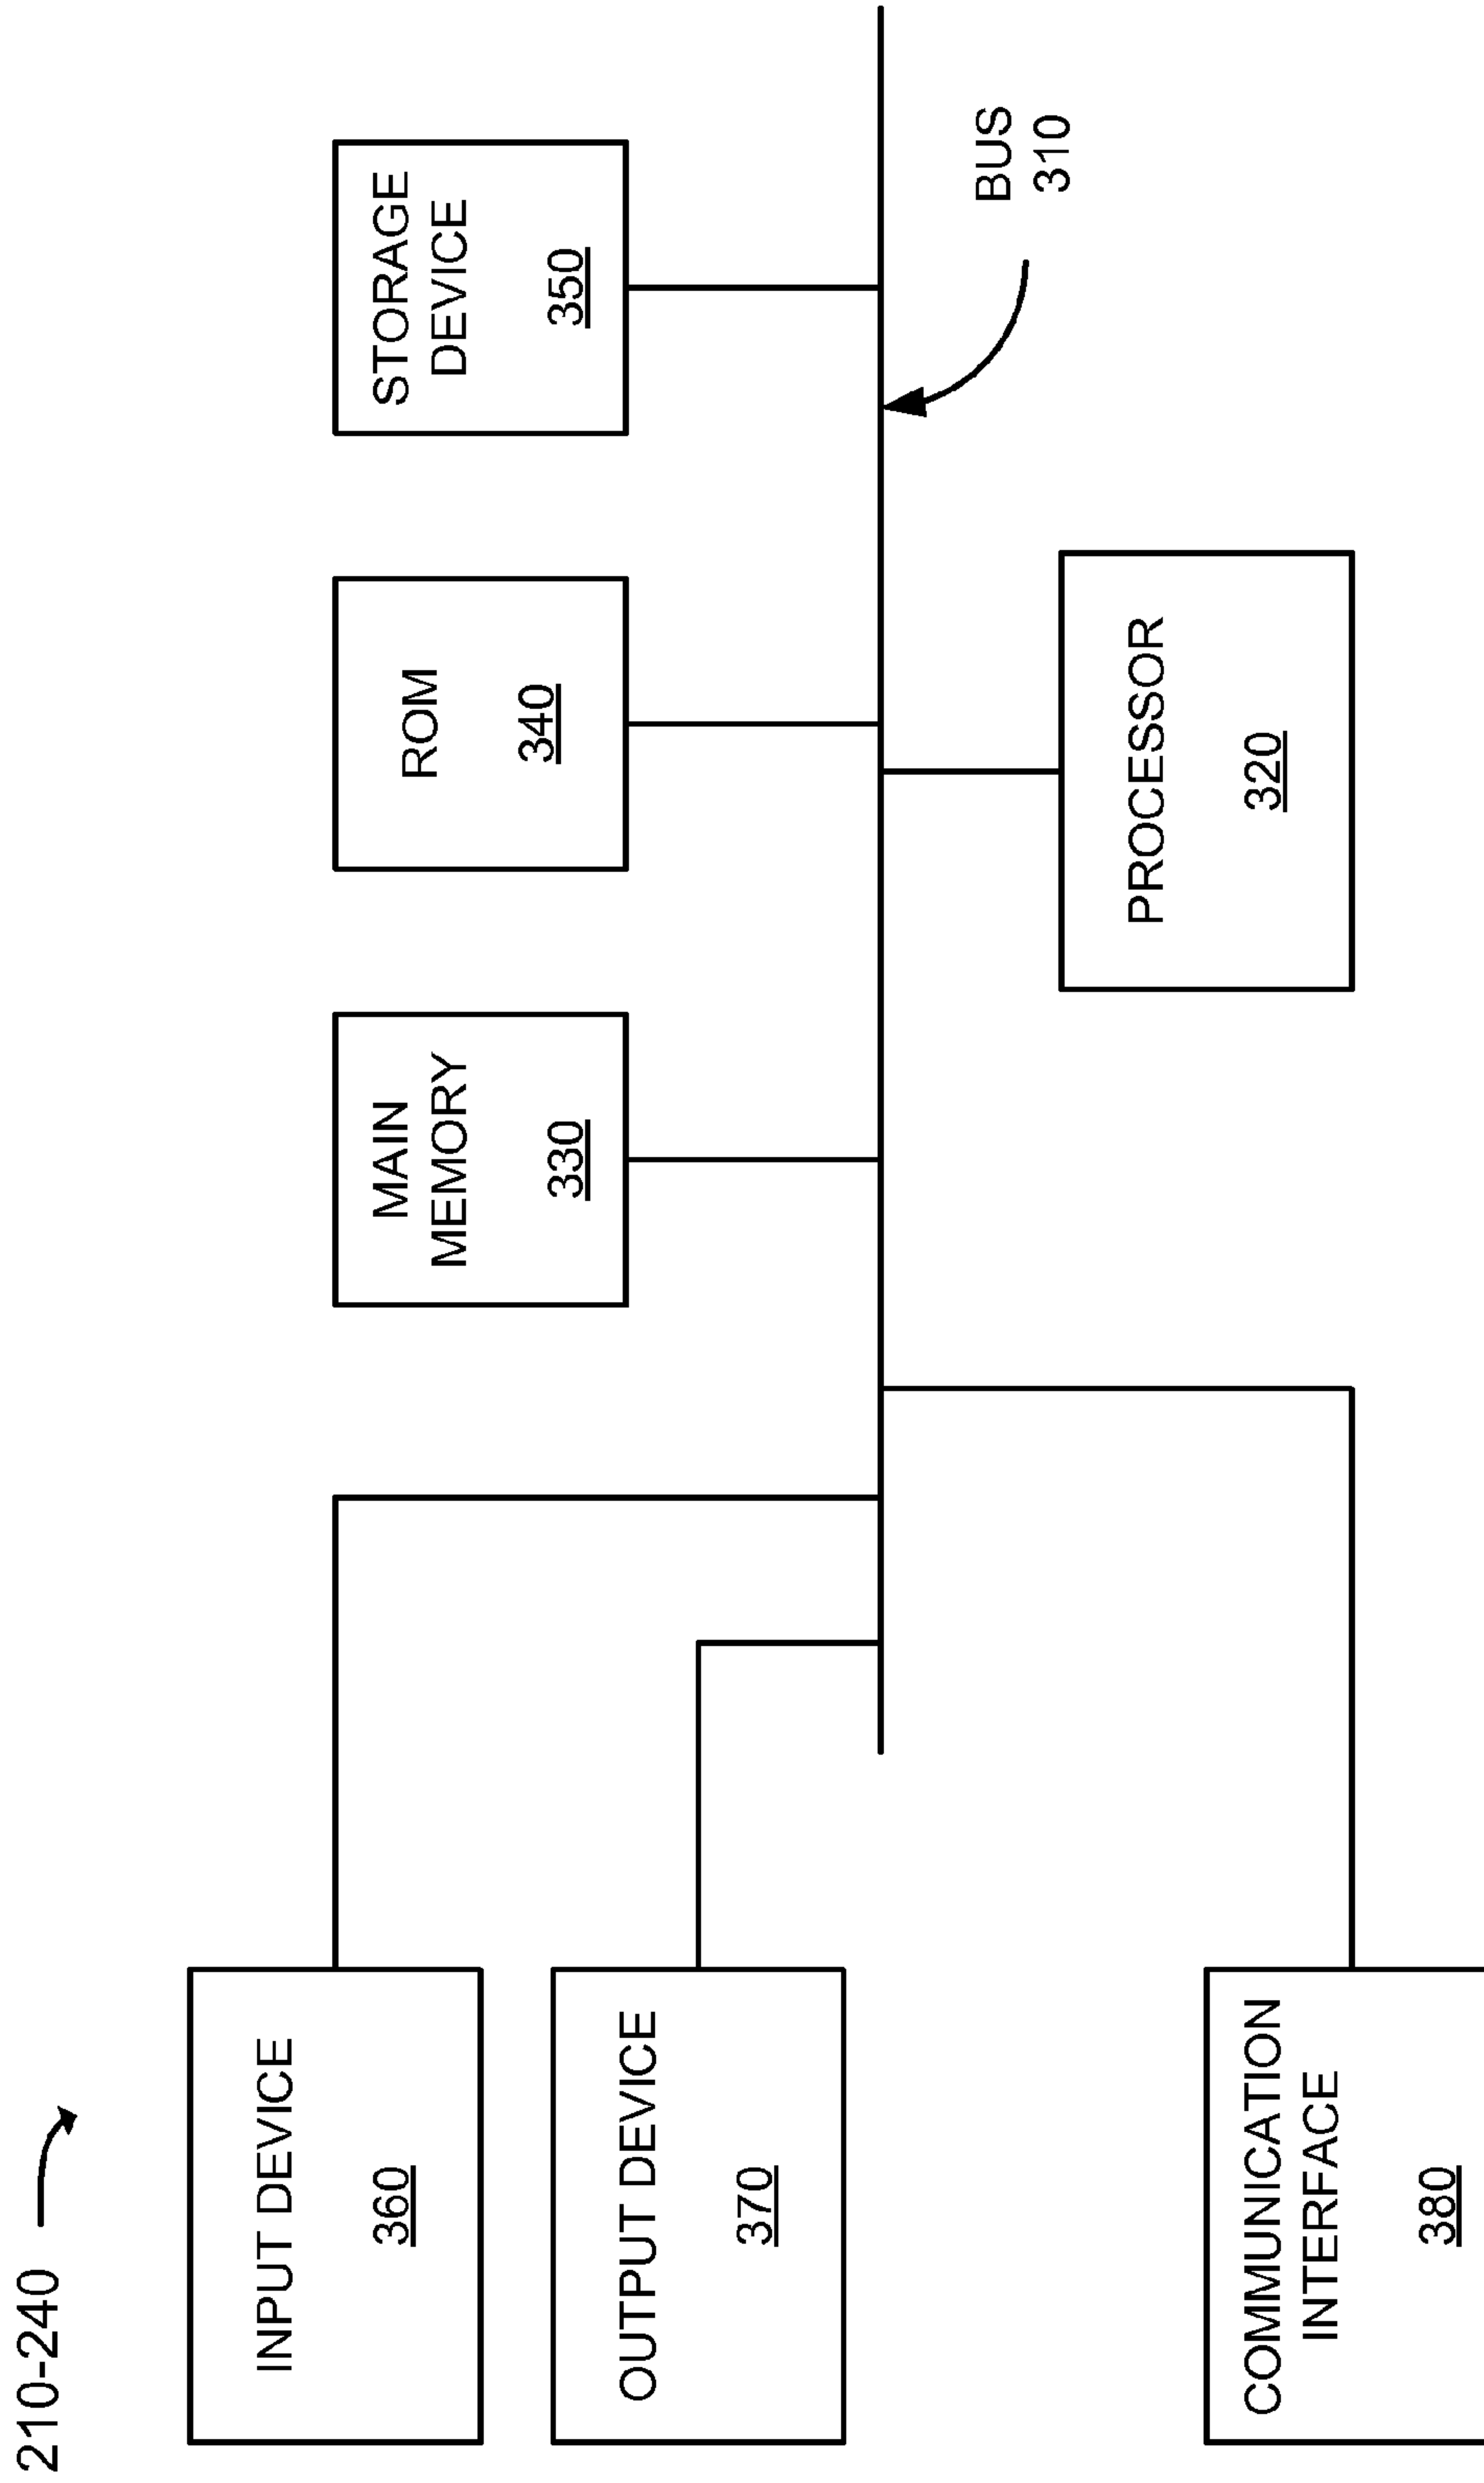 210-240
INPUT DEVICE
360
OUTPUT DEVICE
370
COMMUNICATION
INTERFACE
380
MAIN
MEMORY
330
ROM
340
STORAGE
DEVICE
350
PROCESSOR
320
BUS
310